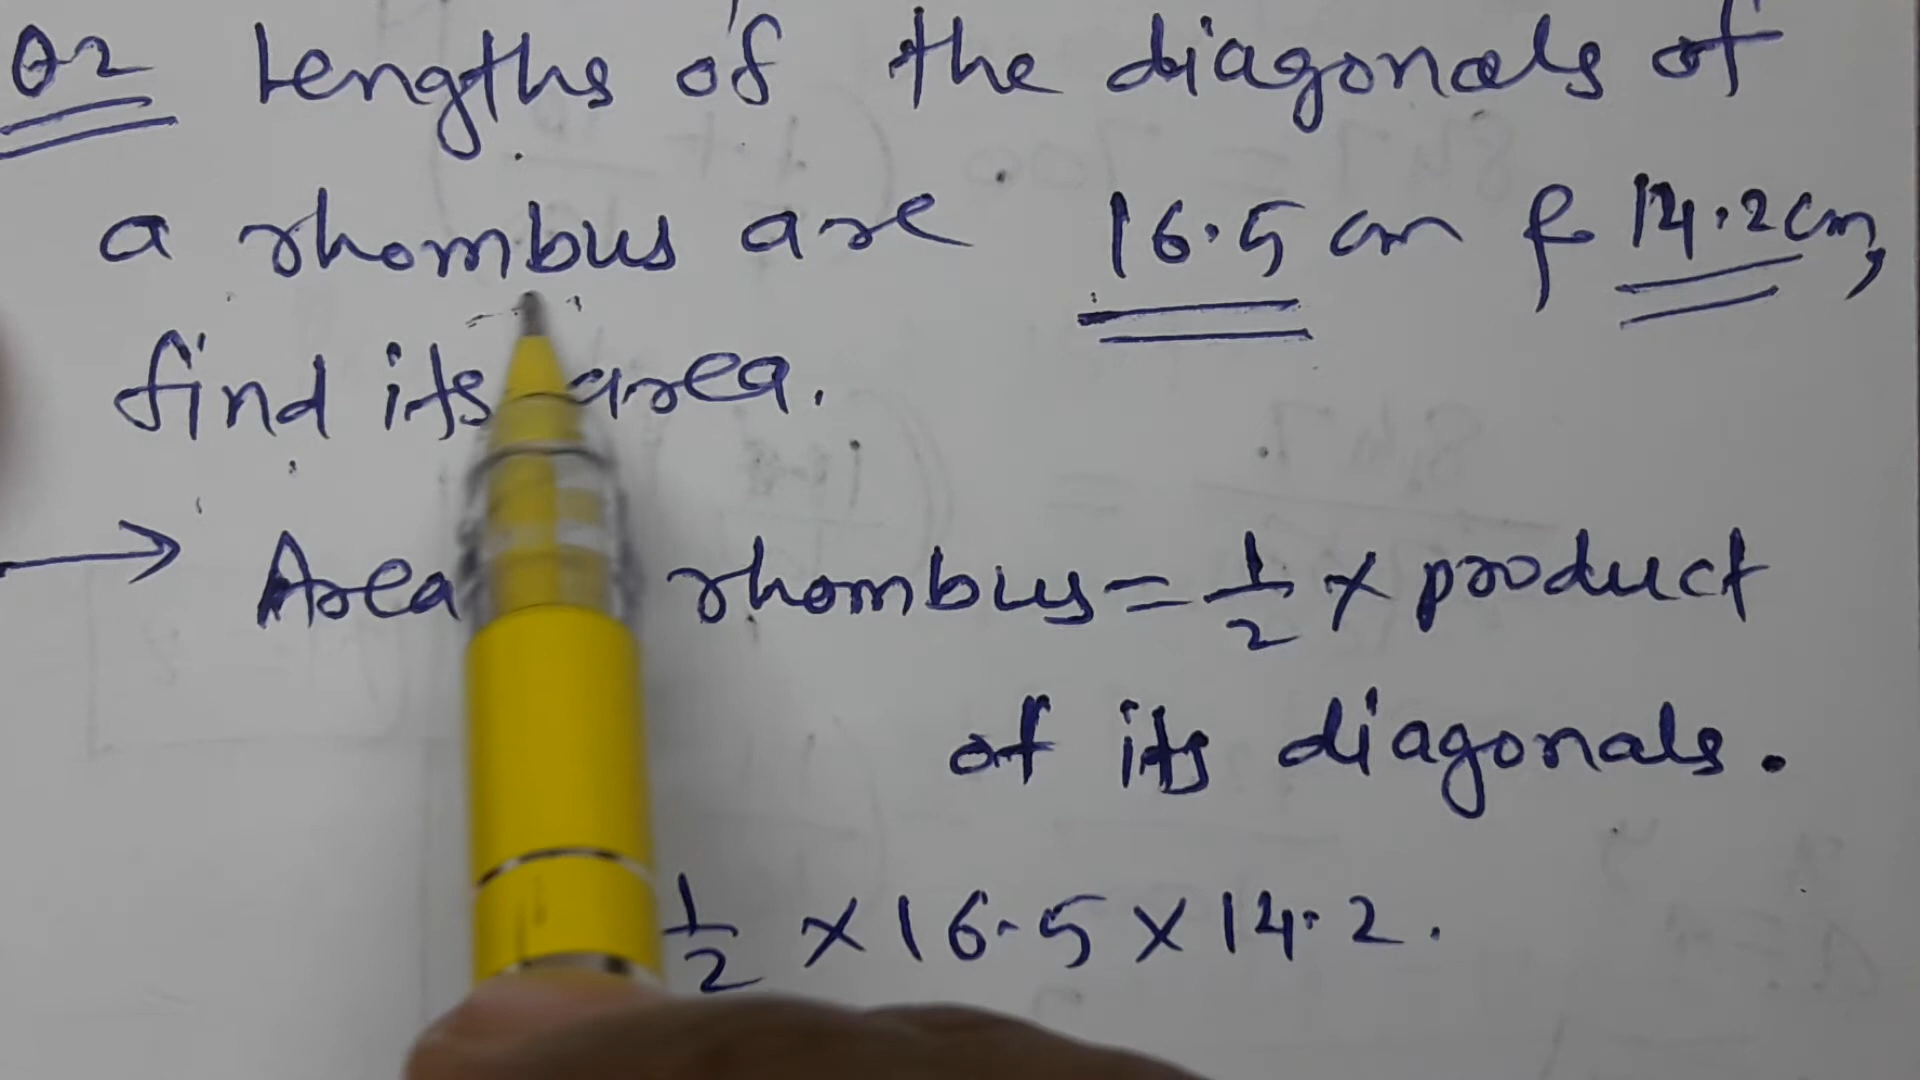 Q2 Lengths of the diagonals of
a rhombus are 16.5 cm & 14.2 cm,
find its area.
→ Area rhombus = 1/2 × product
of its diagonals.
1/2 × 16.5 × 14.2.